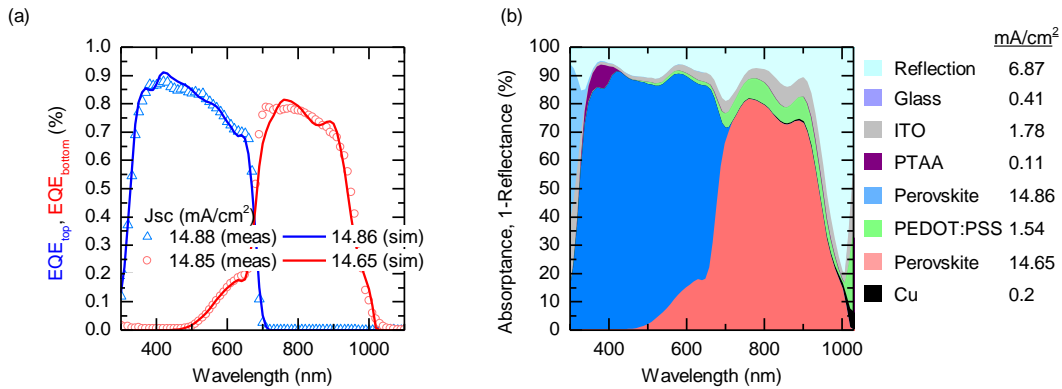 (a)
1.0
0.9
0.8
0.7
0.6
0.5
0.4
0.3
0.2
0.1
0.0
EQEtop, EQEbottom (%)
Jsc (mA/cm2)
14.88 (meas) 14.86 (sim)
14.85 (meas) 14.65 (sim)
400 600 800 1000
Wavelength (nm)
(b)
100
90
80
70
60
50
40
30
20
10
0
Absorptance, 1-Reflectance (%)
400 600 800 1000
Wavelength (nm)
mA/cm2
Reflection 6.87
Glass 0.41
ITO 1.78
PTAA 0.11
Perovskite 14.86
PEDOT:PSS 1.54
Perovskite 14.65
Cu 0.2